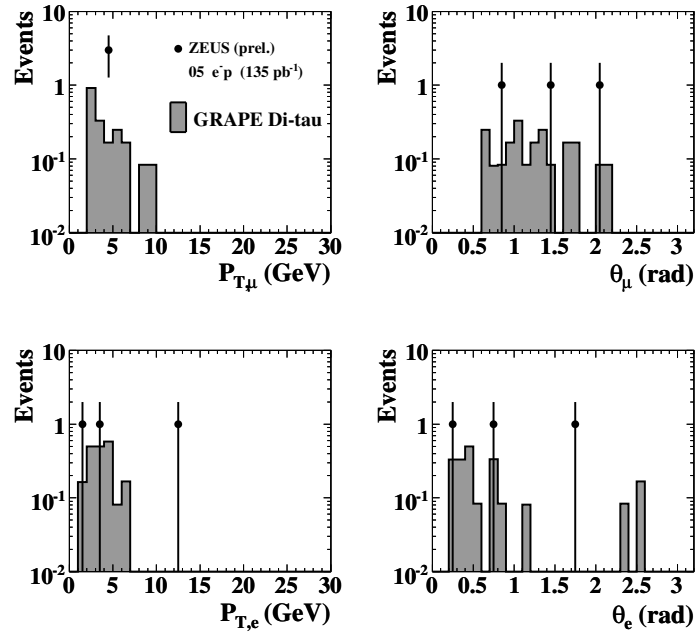 Events
10
1
10⁻¹
10⁻²
0 5 10 15 20 25 30
P_T,μ (GeV)
ZEUS (prel.)
05 e⁻p (135 pb⁻¹)
GRAPE Di-tau
Events
10
1
10⁻¹
10⁻²
0 0.5 1 1.5 2 2.5 3
θ_μ (rad)
Events
10
1
10⁻¹
10⁻²
0 5 10 15 20 25 30
P_T,e (GeV)
Events
10
1
10⁻¹
10⁻²
0 0.5 1 1.5 2 2.5 3
θ_e (rad)